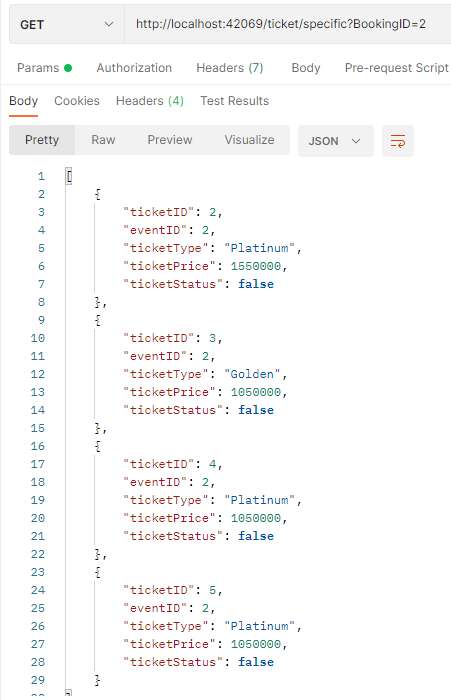 GET http://localhost:42069/ticket/specific?BookingID=2
Params Authorization Headers (7) Body Pre-request Script
Body Cookies Headers (4) Test Results
Pretty Raw Preview Visualize JSON
1 [
2 {
3 "ticketID": 2,
4 "eventID": 2,
5 "ticketType": "Platinum",
6 "ticketPrice": 1550000,
7 "ticketStatus": false
8 },
9 {
10 "ticketID": 3,
11 "eventID": 2,
12 "ticketType": "Golden",
13 "ticketPrice": 1050000,
14 "ticketStatus": false
15 },
16 {
17 "ticketID": 4,
18 "eventID": 2,
19 "ticketType": "Platinum",
20 "ticketPrice": 1050000,
21 "ticketStatus": false
22 },
23 {
24 "ticketID": 5,
25 "eventID": 2,
26 "ticketType": "Platinum",
27 "ticketPrice": 1050000,
28 "ticketStatus": false
29 }